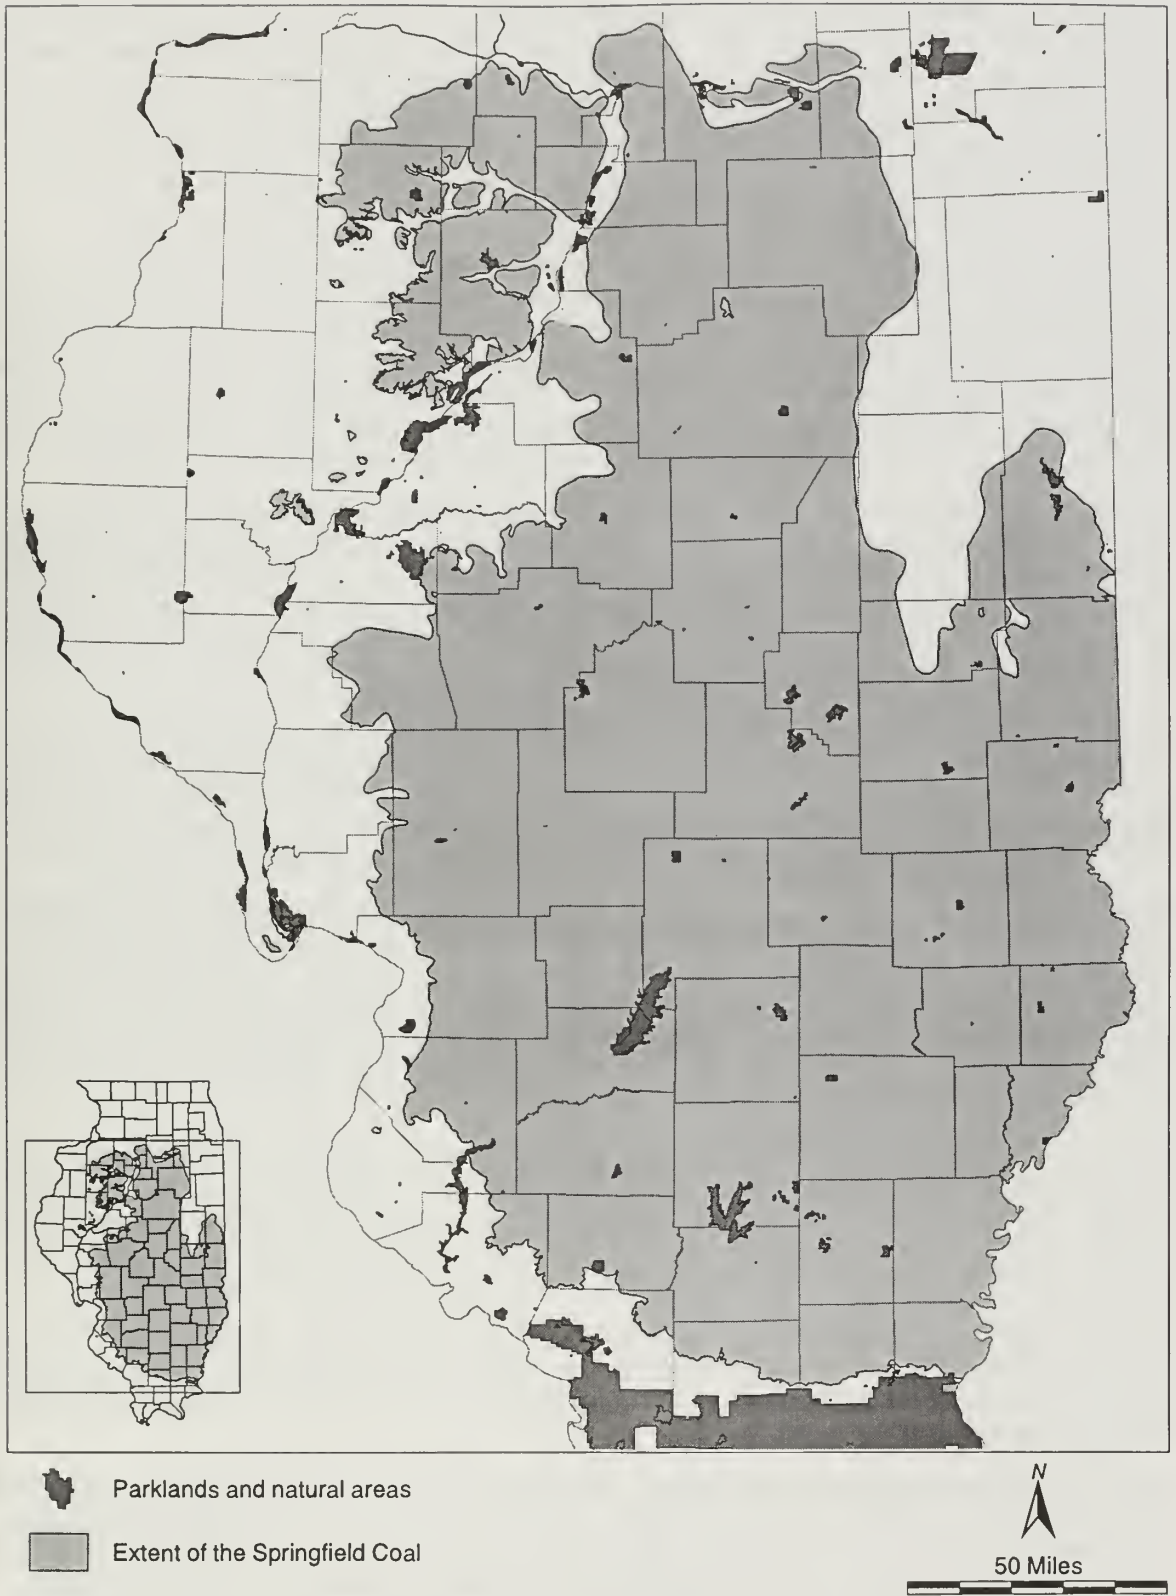 Parklands and natural areas
Extent of the Springfield Coal
N
50 Miles